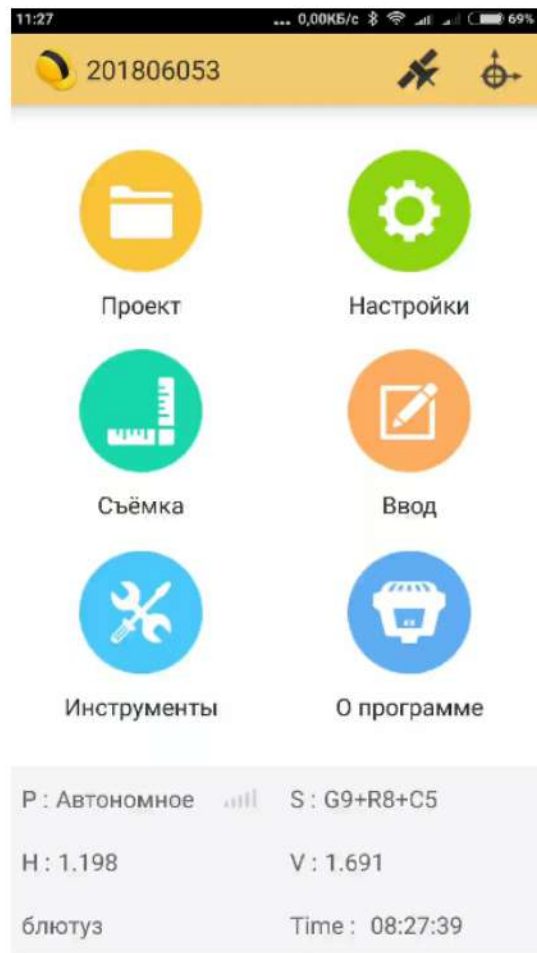 11:27 ... 0,00КБ/с 69%
201806053
Проект Настройки
Съёмка Ввод
Инструменты О программе
P : Автономное S : G9+R8+C5
H : 1.198 V : 1.691
блютуз Time : 08:27:39